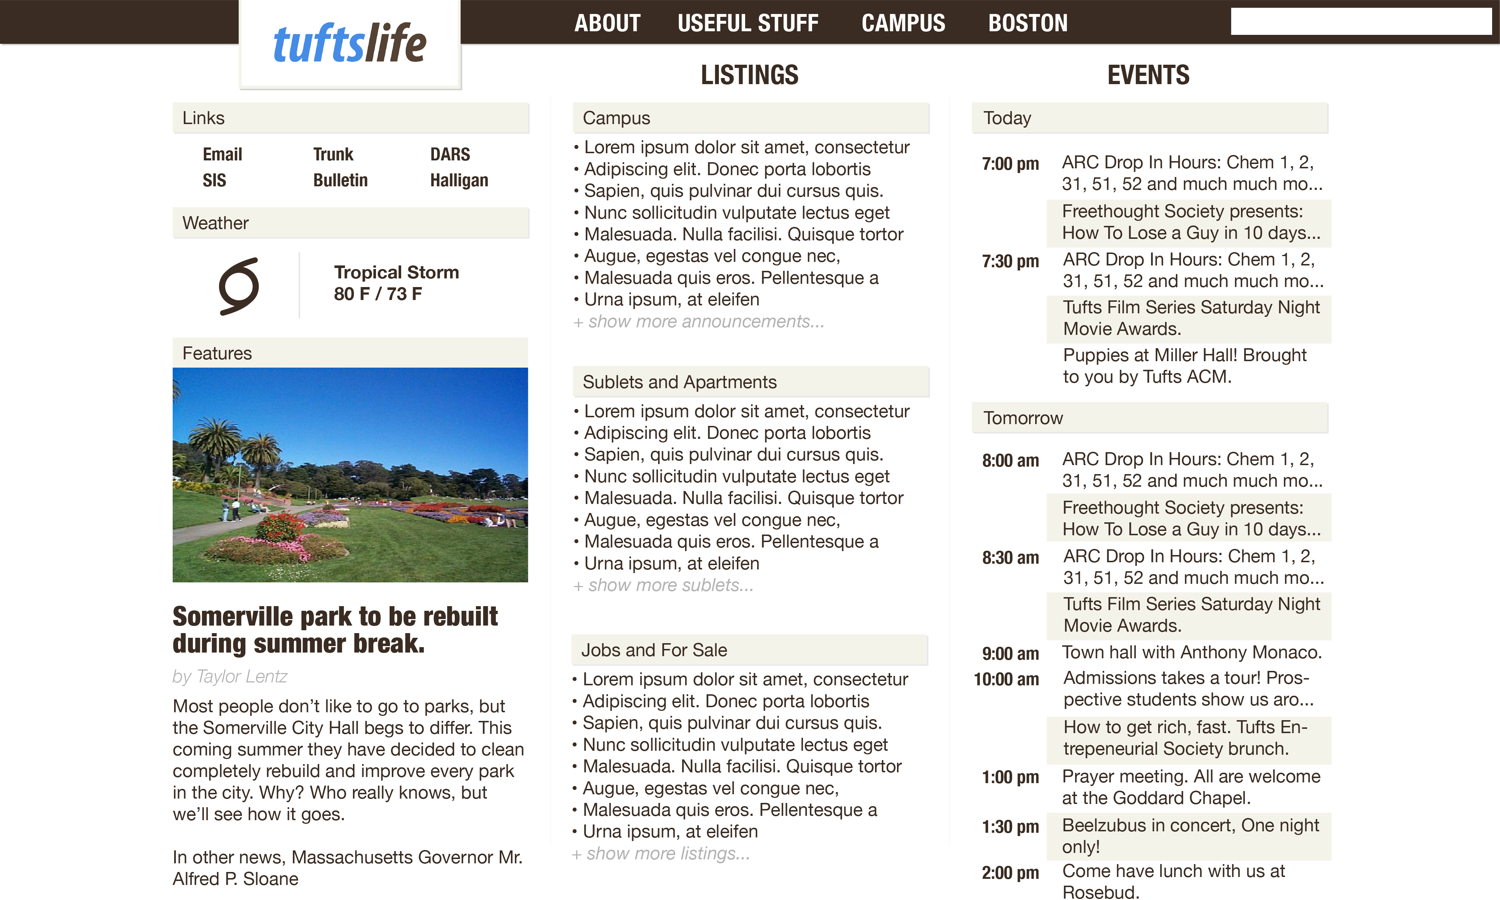 tuftslife
ABOUT USEFUL STUFF CAMPUS BOSTON
Links
Email Trunk DARS
SIS Bulletin Halligan
Weather
Tropical Storm
80 F / 73 F
Features
Somerville park to be rebuilt
during summer break.
by Taylor Lentz
Most people don’t like to go to parks, but
the Somerville City Hall begs to differ. This
coming summer they have decided to clean
completely rebuild and improve every park
in the city. Why? Who really knows, but
we’ll see how it goes.
In other news, Massachusetts Governor Mr.
Alfred P. Sloane
LISTINGS
Campus
• Lorem ipsum dolor sit amet, consectetur
• Adipiscing elit. Donec porta lobortis
• Sapien, quis pulvinar dui cursus quis.
• Nunc sollicitudin vulputate lectus eget
• Malesuada. Nulla facilisi. Quisque tortor
• Augue, egestas vel congue nec,
• Malesuada quis eros. Pellentesque a
• Urna ipsum, at eleifen
+ show more announcements...
Sublets and Apartments
• Lorem ipsum dolor sit amet, consectetur
• Adipiscing elit. Donec porta lobortis
• Sapien, quis pulvinar dui cursus quis.
• Nunc sollicitudin vulputate lectus eget
• Malesuada. Nulla facilisi. Quisque tortor
• Augue, egestas vel congue nec,
• Malesuada quis eros. Pellentesque a
• Urna ipsum, at eleifen
+ show more sublets...
Jobs and For Sale
• Lorem ipsum dolor sit amet, consectetur
• Adipiscing elit. Donec porta lobortis
• Sapien, quis pulvinar dui cursus quis.
• Nunc sollicitudin vulputate lectus eget
• Malesuada. Nulla facilisi. Quisque tortor
• Augue, egestas vel congue nec,
• Malesuada quis eros. Pellentesque a
• Urna ipsum, at eleifen
+ show more listings...
EVENTS
Today
7:00 pm ARC Drop In Hours: Chem 1, 2,
31, 51, 52 and much much mo...
Freethought Society presents:
How To Lose a Guy in 10 days...
7:30 pm ARC Drop In Hours: Chem 1, 2,
31, 51, 52 and much much mo...
Tufts Film Series Saturday Night
Movie Awards.
Puppies at Miller Hall! Brought
to you by Tufts ACM.
Tomorrow
8:00 am ARC Drop In Hours: Chem 1, 2,
31, 51, 52 and much much mo...
Freethought Society presents:
How To Lose a Guy in 10 days...
8:30 am ARC Drop In Hours: Chem 1, 2,
31, 51, 52 and much much mo...
Tufts Film Series Saturday Night
Movie Awards.
9:00 am Town hall with Anthony Monaco.
10:00 am Admissions takes a tour! Pros-
pective students show us aro...
How to get rich, fast. Tufts En-
trepeneurial Society brunch.
1:00 pm Prayer meeting. All are welcome
at the Goddard Chapel.
1:30 pm Beelzubus in concert, One night
only!
2:00 pm Come have lunch with us at
Rosebud.